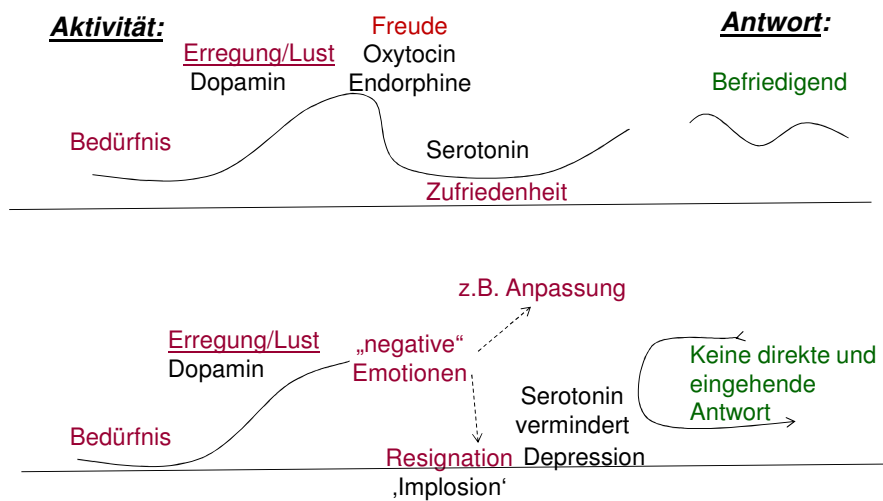 Aktivität:
Freude
Antwort:
Erregung/Lust
Oxytocin
Dopamin
Endorphine
Befriedigend
Bedürfnis
Serotonin
Zufriedenheit
z.B. Anpassung
Erregung/Lust
Dopamin
„negative“
Emotionen
Keine direkte und
eingehende
Antwort
Serotonin
vermindert
Bedürfnis
Resignation
Depression
‚Implosion‘